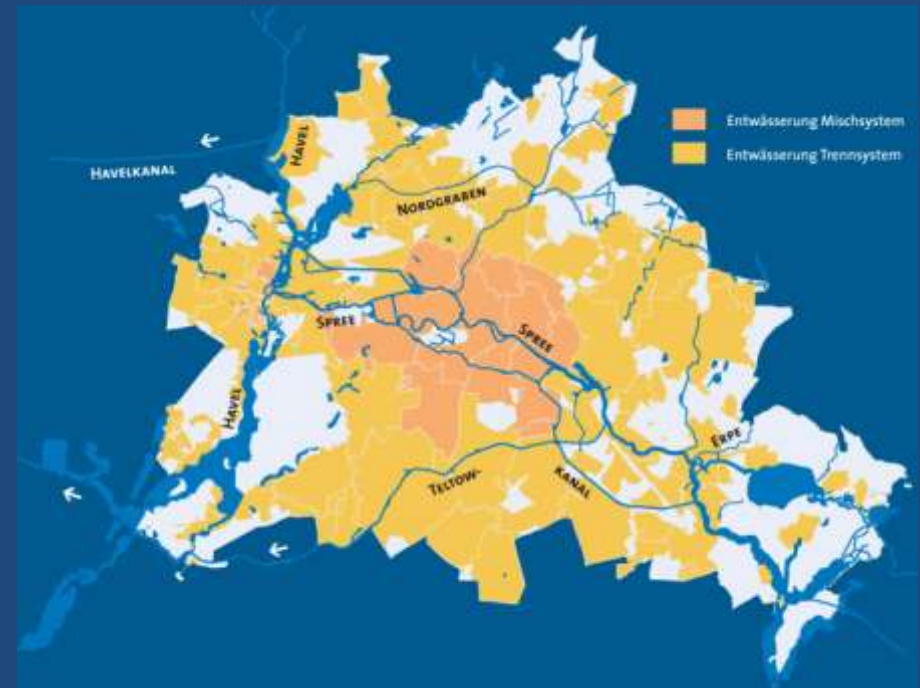 Entwässerung Mischsystem
Entwässerung Trennsystem
HAVEL
HAVELKANAL
NORDGRABEN
SPREE
SPREE
HAVEL
ERPE
TELTOW-
KANAL